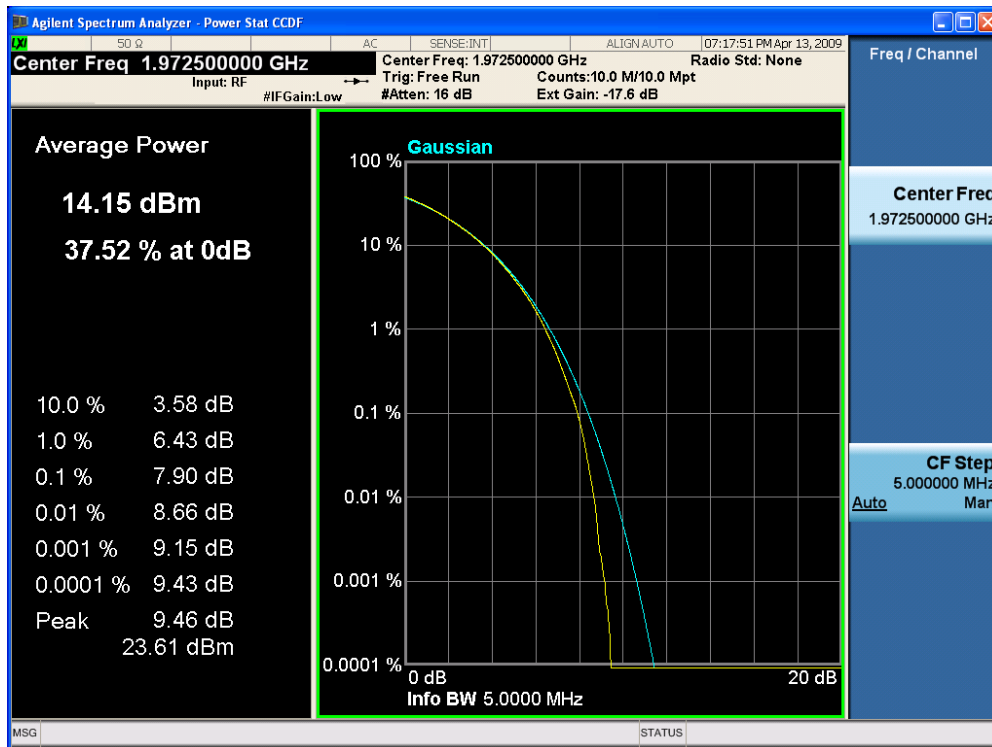 Agilent Spectrum Analyzer - Power Stat CCDF
LXI 50 Ω AC SENSE:INT ALIGN AUTO 07:17:51 PM Apr 13, 2009
Center Freq 1.972500000 GHz
Input: RF
#IFGain:Low
Center Freq: 1.972500000 GHz
Radio Std: None
Trig: Free Run
Counts:10.0 M/10.0 Mpt
#Atten: 16 dB
Ext Gain: -17.6 dB
Average Power
14.15 dBm
37.52 % at 0dB
10.0 % 3.58 dB
1.0 % 6.43 dB
0.1 % 7.90 dB
0.01 % 8.66 dB
0.001 % 9.15 dB
0.0001 % 9.43 dB
Peak 9.46 dB
23.61 dBm
Gaussian
100 %
10 %
1 %
0.1 %
0.01 %
0.001 %
0.0001 %
0 dB
20 dB
Info BW 5.0000 MHz
Freq / Channel
Center Freq
1.972500000 GHz
CF Step
5.000000 MHz
Auto Man
MSG
STATUS